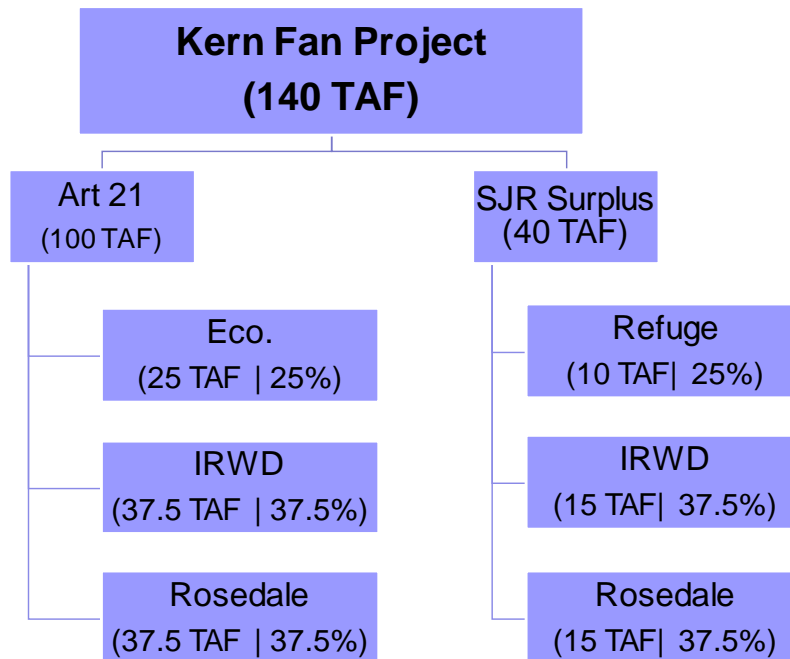 Kern Fan Project
(140 TAF)
Art 21
(100 TAF)
SJR Surplus
(40 TAF)
Eco.
(25 TAF | 25%)
IRWD
(37.5 TAF | 37.5%)
Rosedale
(37.5 TAF | 37.5%)
Refuge
(10 TAF| 25%)
IRWD
(15 TAF| 37.5%)
Rosedale
(15 TAF| 37.5%)